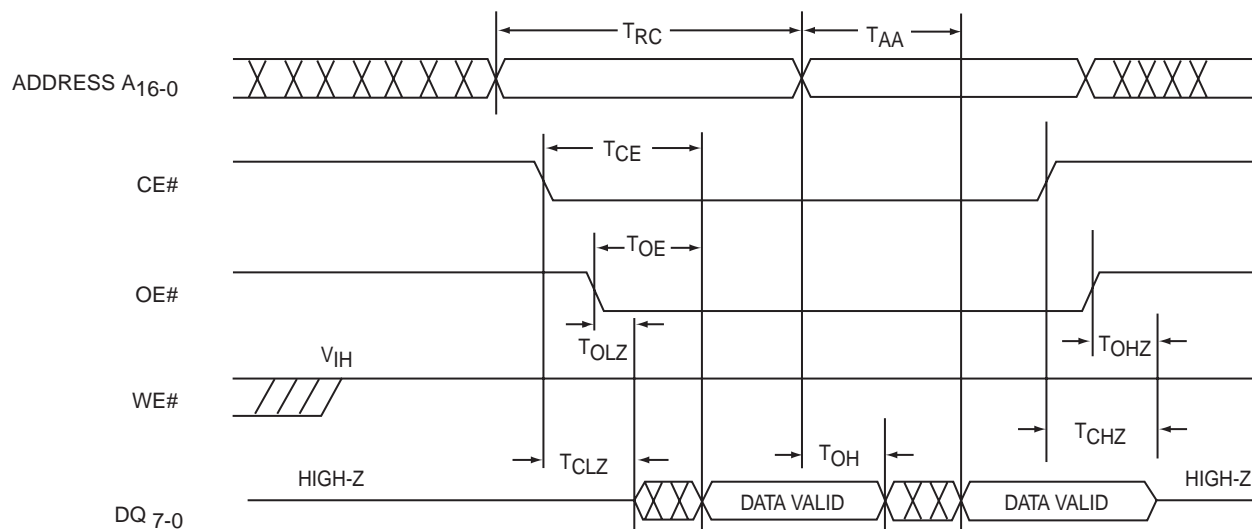 TRC
TAA
ADDRESS A16-0
TCE
CE#
TOE
OE#
TOLZ
TOHZ
VIH
WE#
TCLZ
TOH
TCHZ
HIGH-Z
HIGH-Z
DATA VALID
DATA VALID
DQ 7-0